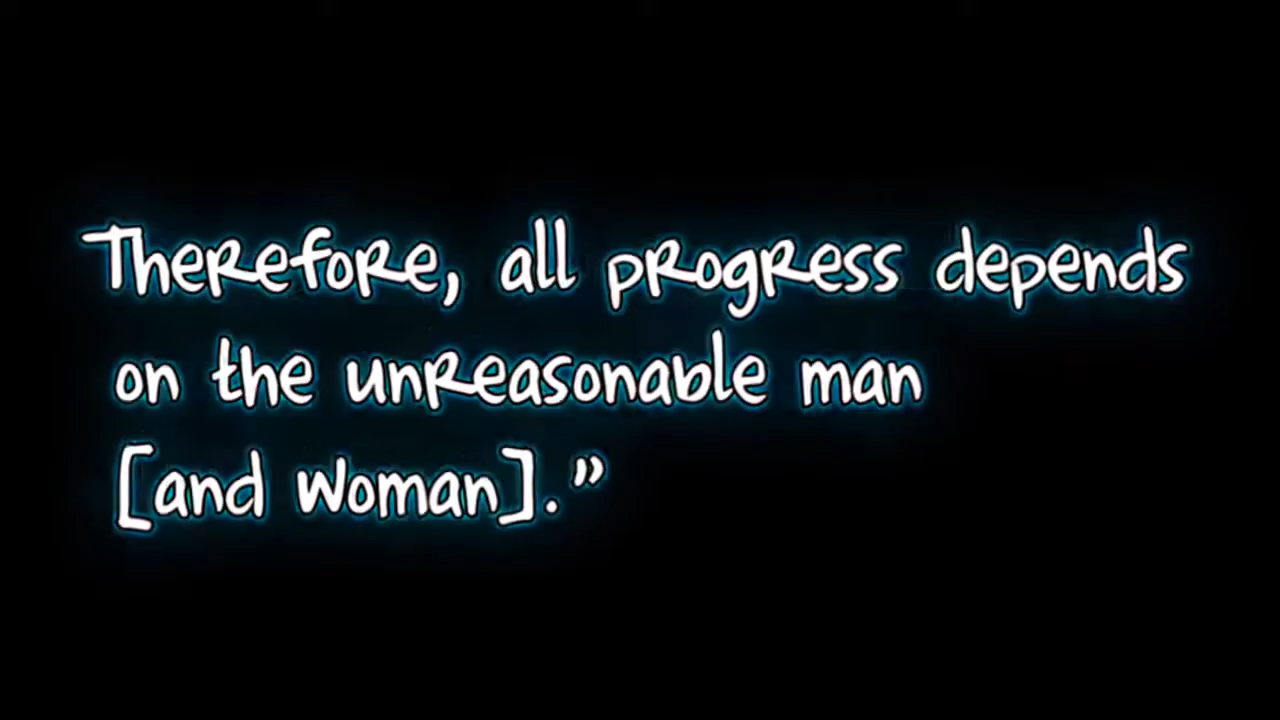 Therefore, all progress depends
on the unreasonable man
[and woman].”